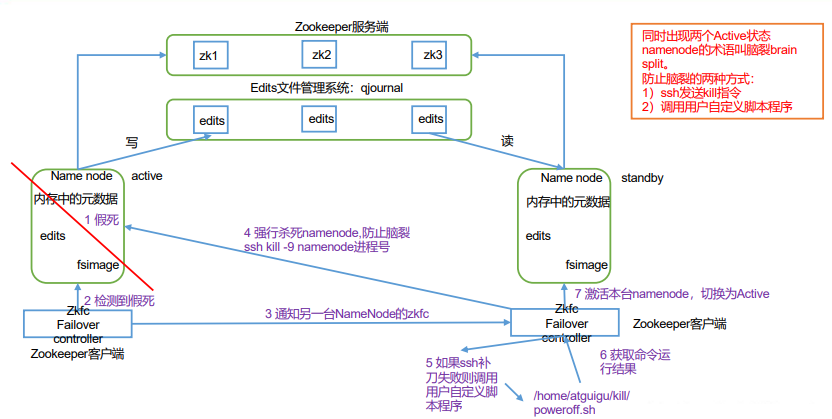 Zookeeper服务端
zk1
zk2
zk3
Edits文件管理系统：qjournal
edits
edits
edits
写
读
同时出现两个Active状态
namenode的术语叫脑裂brain
split。
防止脑裂的两种方式：
1）ssh发送kill指令
2）调用用户自定义脚本程序
Name node
active
内存中的元数据
1 假死
edits
fsimage
2 检测到假死
Zkfc
Failover
controller
Zookeeper客户端
3 通知另一台NameNode的zkfc
4 强行杀死namenode,防止脑裂
ssh kill -9 namenode进程号
Name node
standby
内存中的元数据
edits
fsimage
7 激活本台namenode，切换为Active
Zkfc
Failover
controller
Zookeeper客户端
5 如果ssh补
刀失败则调用
用户自定义脚
本程序
6 获取命令运
行结果
/home/atguigu/kill/
poweroff.sh